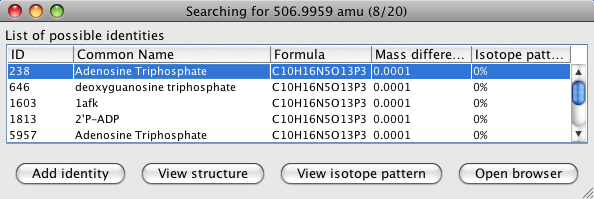 Searching for 506.9959 amu (8/20)
List of possible identities
ID Common Name Formula Mass differe... Isotope patt...
238 Adenosine Triphosphate C10H16N5O13P3 0.0001 0%
646 deoxyguanosine triphosphate C10H16N5O13P3 0.0001 0%
1603 1afk C10H16N5O13P3 0.0001 0%
1813 2'P-ADP C10H16N5O13P3 0.0001 0%
5957 Adenosine Triphosphate C10H16N5O13P3 0.0001 0%
Add identity View structure View isotope pattern Open browser